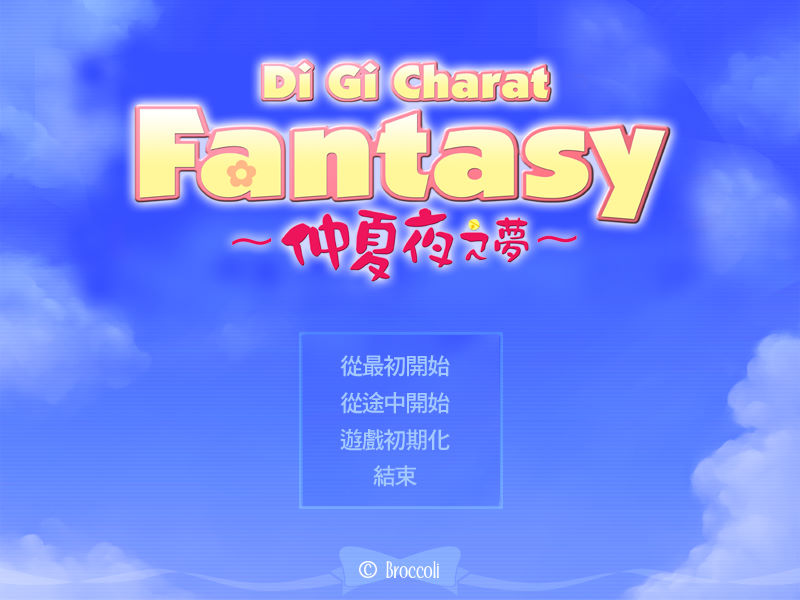 Di Gi Charat
Fantasy
～仲夏夜之夢～
從最初開始
從途中開始
遊戲初期化
結束
© Broccoli